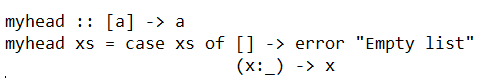 myhead :: [a] -> a
myhead xs = case xs of [] -> error "Empty list"
                       (x:_) -> x